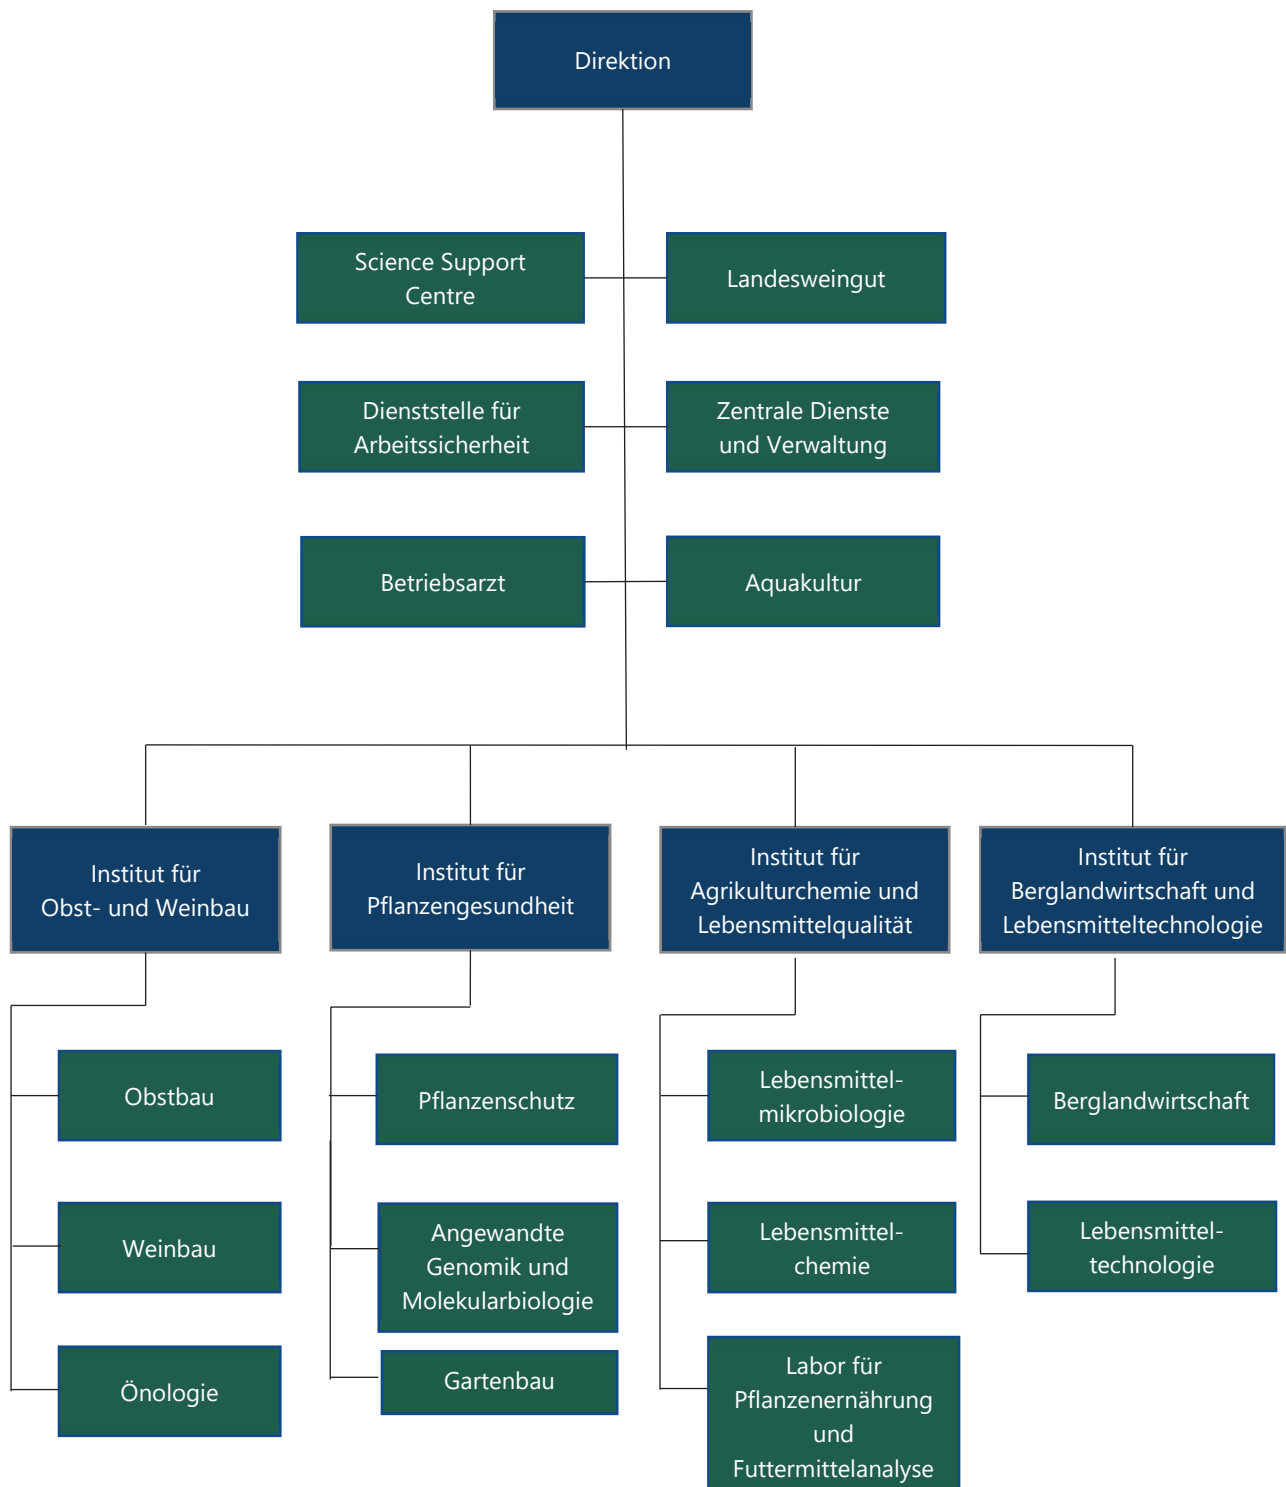 Direktion
Science Support
Centre
Landesweingut
Dienststelle für
Arbeitssicherheit
Zentrale Dienste
und Verwaltung
Betriebsarzt
Aquakultur
Institut für
Obst- und Weinbau
Institut für
Pflanzengesundheit
Institut für
Agrikulturchemie und
Lebensmittelqualität
Institut für
Berglandwirtschaft und
Lebensmitteltechnologie
Obstbau
Weinbau
Önologie
Pflanzenschutz
Angewandte
Genomik und
Molekularbiologie
Gartenbau
Lebensmittel-
mikrobiologie
Lebensmittel-
chemie
Labor für
Pflanzenernährung
und
Futtermittelanalyse
Berglandwirtschaft
Lebensmittel-
technologie